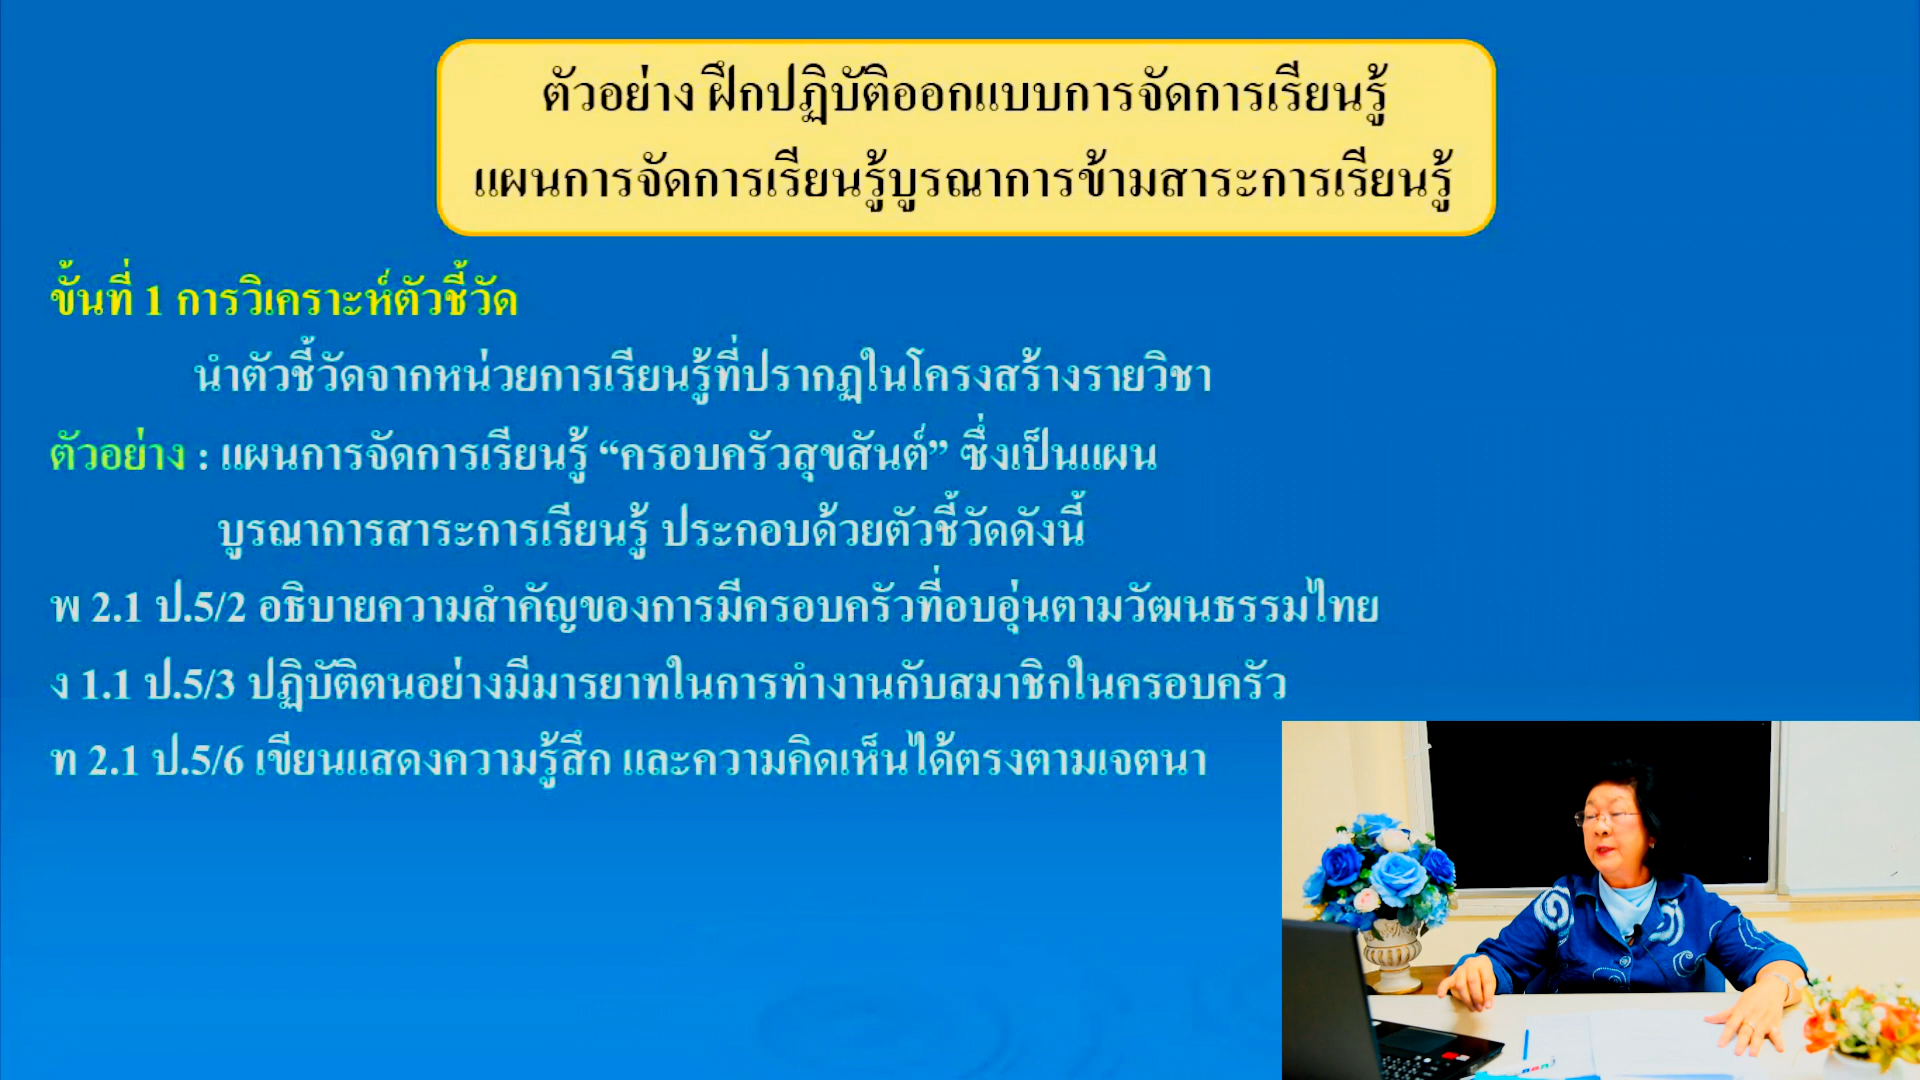 ตัวอย่าง ฝึกปฏิบัติออกแบบการจัดการเรียนรู้
แผนการจัดการเรียนรู้บูรณาการข้ามสาระการเรียนรู้
ขั้นที่ 1 การวิเคราะห์ตัวชี้วัด
นำตัวชี้วัดจากหน่วยการเรียนรู้ที่ปรากฏในโครงสร้างรายวิชา
ตัวอย่าง : แผนการจัดการเรียนรู้ “ครอบครัวสุขสันต์” ซึ่งเป็นแผน
บูรณาการสาระการเรียนรู้ ประกอบด้วยตัวชี้วัดดังนี้
พ 2.1 ป.5/2 อธิบายความสำคัญของการมีครอบครัวที่อบอุ่นตามวัฒนธรรมไทย
ง 1.1 ป.5/3 ปฏิบัติตนอย่างมีมารยาทในการทำงานกับสมาชิกในครอบครัว
ท 2.1 ป.5/6 เขียนแสดงความรู้สึก และความคิดเห็นได้ตรงตามเจตนา